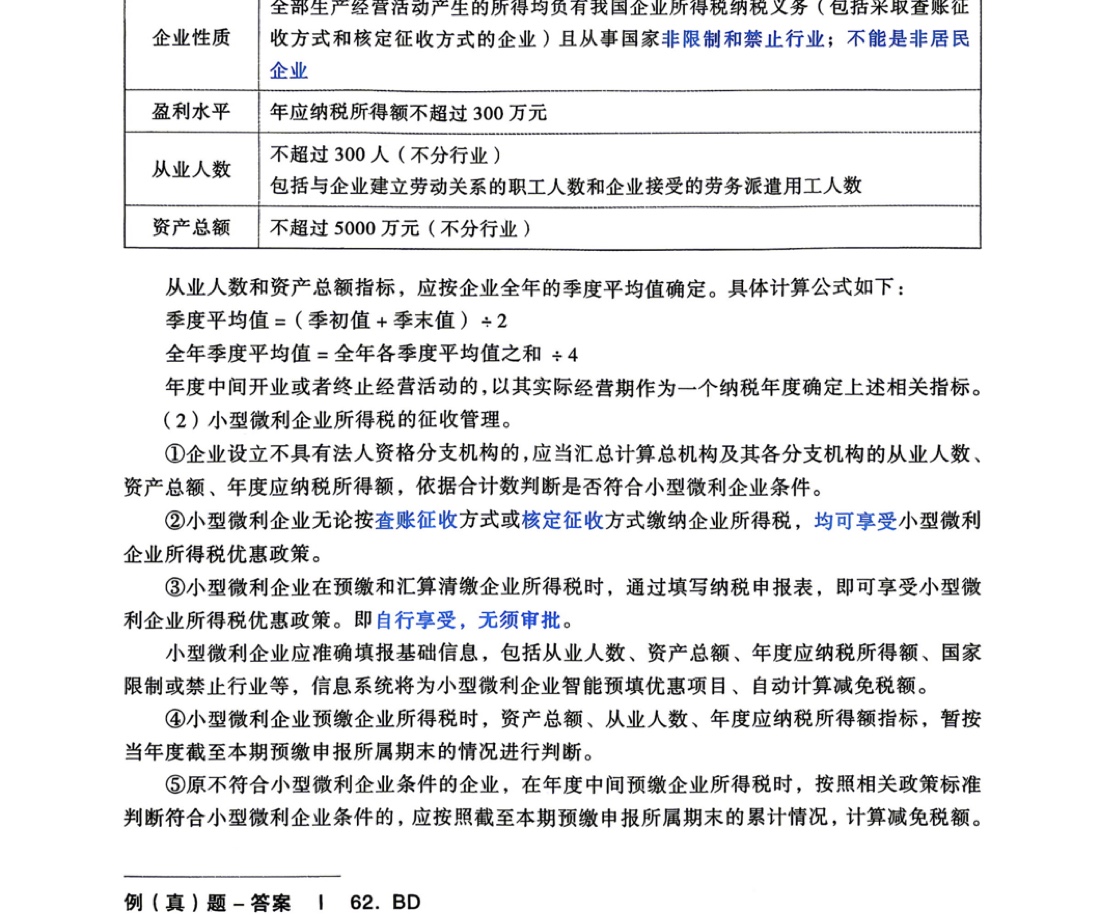 全部生产经营活动产生的所得均负有我国企业所得税纳税义务（包括采取查账征
企业性质
收方式和核定征收方式的企业）且从事国家非限制和禁止行业；不能是非居民
企业
盈利水平
年应纳税所得额不超过 300 万元
从业人数
不超过 300 人（不分行业）
包括与企业建立劳动关系的职工人数和企业接受的劳务派遣用工人数
资产总额
不超过 5000 万元（不分行业）
从业人数和资产总额指标，应按企业全年的季度平均值确定。具体计算公式如下：
季度平均值 =（季初值 + 季末值）÷ 2
全年季度平均值 = 全年各季度平均值之和 ÷ 4
年度中间开业或者终止经营活动的，以其实际经营期作为一个纳税年度确定上述相关指标。
（2）小型微利企业所得税的征收管理。
①企业设立不具有法人资格分支机构的，应当汇总计算总机构及其各分支机构的从业人数、
资产总额、年度应纳税所得额，依据合计数判断是否符合小型微利企业条件。
②小型微利企业无论按查账征收方式或核定征收方式缴纳企业所得税，均可享受小型微利
企业所得税优惠政策。
③小型微利企业在预缴和汇算清缴企业所得税时，通过填写纳税申报表，即可享受小型微
利企业所得税优惠政策。即自行享受，无须审批。
小型微利企业应准确填报基础信息，包括从业人数、资产总额、年度应纳税所得额、国家
限制或禁止行业等，信息系统将为小型微利企业智能预填优惠项目、自动计算减免税额。
④小型微利企业预缴企业所得税时，资产总额、从业人数、年度应纳税所得额指标，暂按
当年度截至本期预缴申报所属期末的情况进行判断。
⑤原不符合小型微利企业条件的企业，在年度中间预缴企业所得税时，按照相关政策标准
判断符合小型微利企业条件的，应按照截至本期预缴申报所属期末的累计情况，计算减免税额。
例（真）题 – 答案 | 62. BD